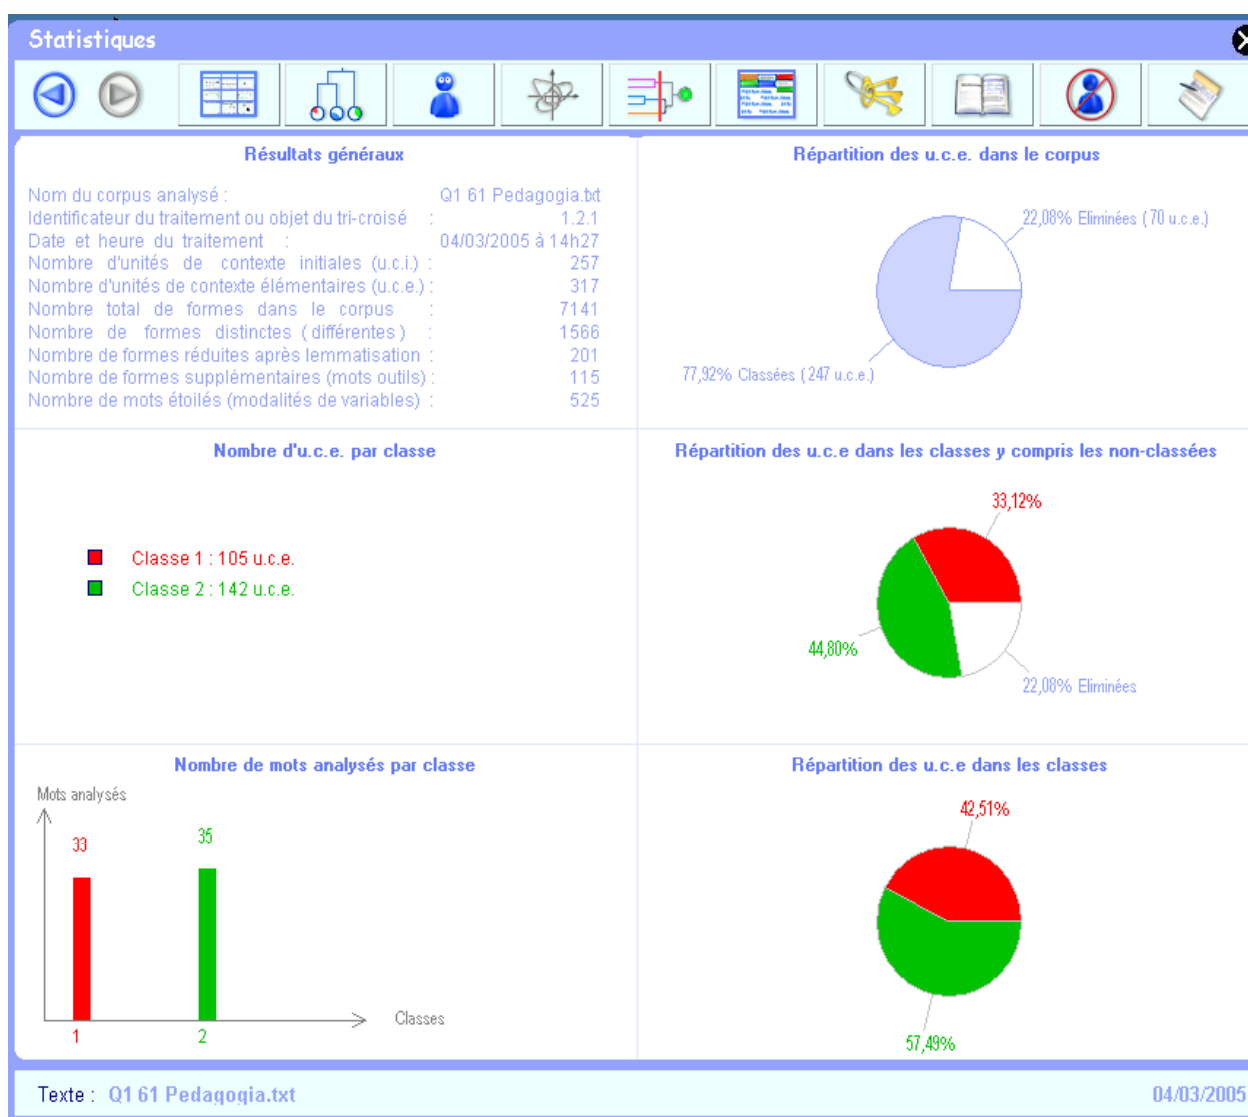 Statistiques
Résultats généraux
Nom du corpus analysé : Q1 61 Pedagogia.txt
Identificateur du traitement ou objet du tri-croisé : 1.2.1
Date et heure du traitement : 04/03/2005 à 14h27
Nombre d'unités de contexte initiales (u.c.i.) : 257
Nombre d'unités de contexte élémentaires (u.c.e.) : 317
Nombre total de formes dans le corpus : 7141
Nombre de formes distinctes ( différentes ) : 1566
Nombre de formes réduites après lemmatisation : 201
Nombre de formes supplémentaires (mots outils) : 115
Nombre de mots étoilés (modalités de variables) : 525
Répartition des u.c.e. dans le corpus
22,08% Eliminées ( 70 u.c.e.)
77,92% Classées ( 247 u.c.e.)
Nombre d'u.c.e. par classe
Classe 1 : 105 u.c.e.
Classe 2 : 142 u.c.e.
Répartition des u.c.e dans les classes y compris les non-classées
33,12%
44,80%
22,08% Eliminées
Nombre de mots analysés par classe
Mots analysés
33
35
1
2
Classes
Répartition des u.c.e dans les classes
42,51%
57,49%
Texte : Q1 61 Pedagogia.txt
04/03/2005